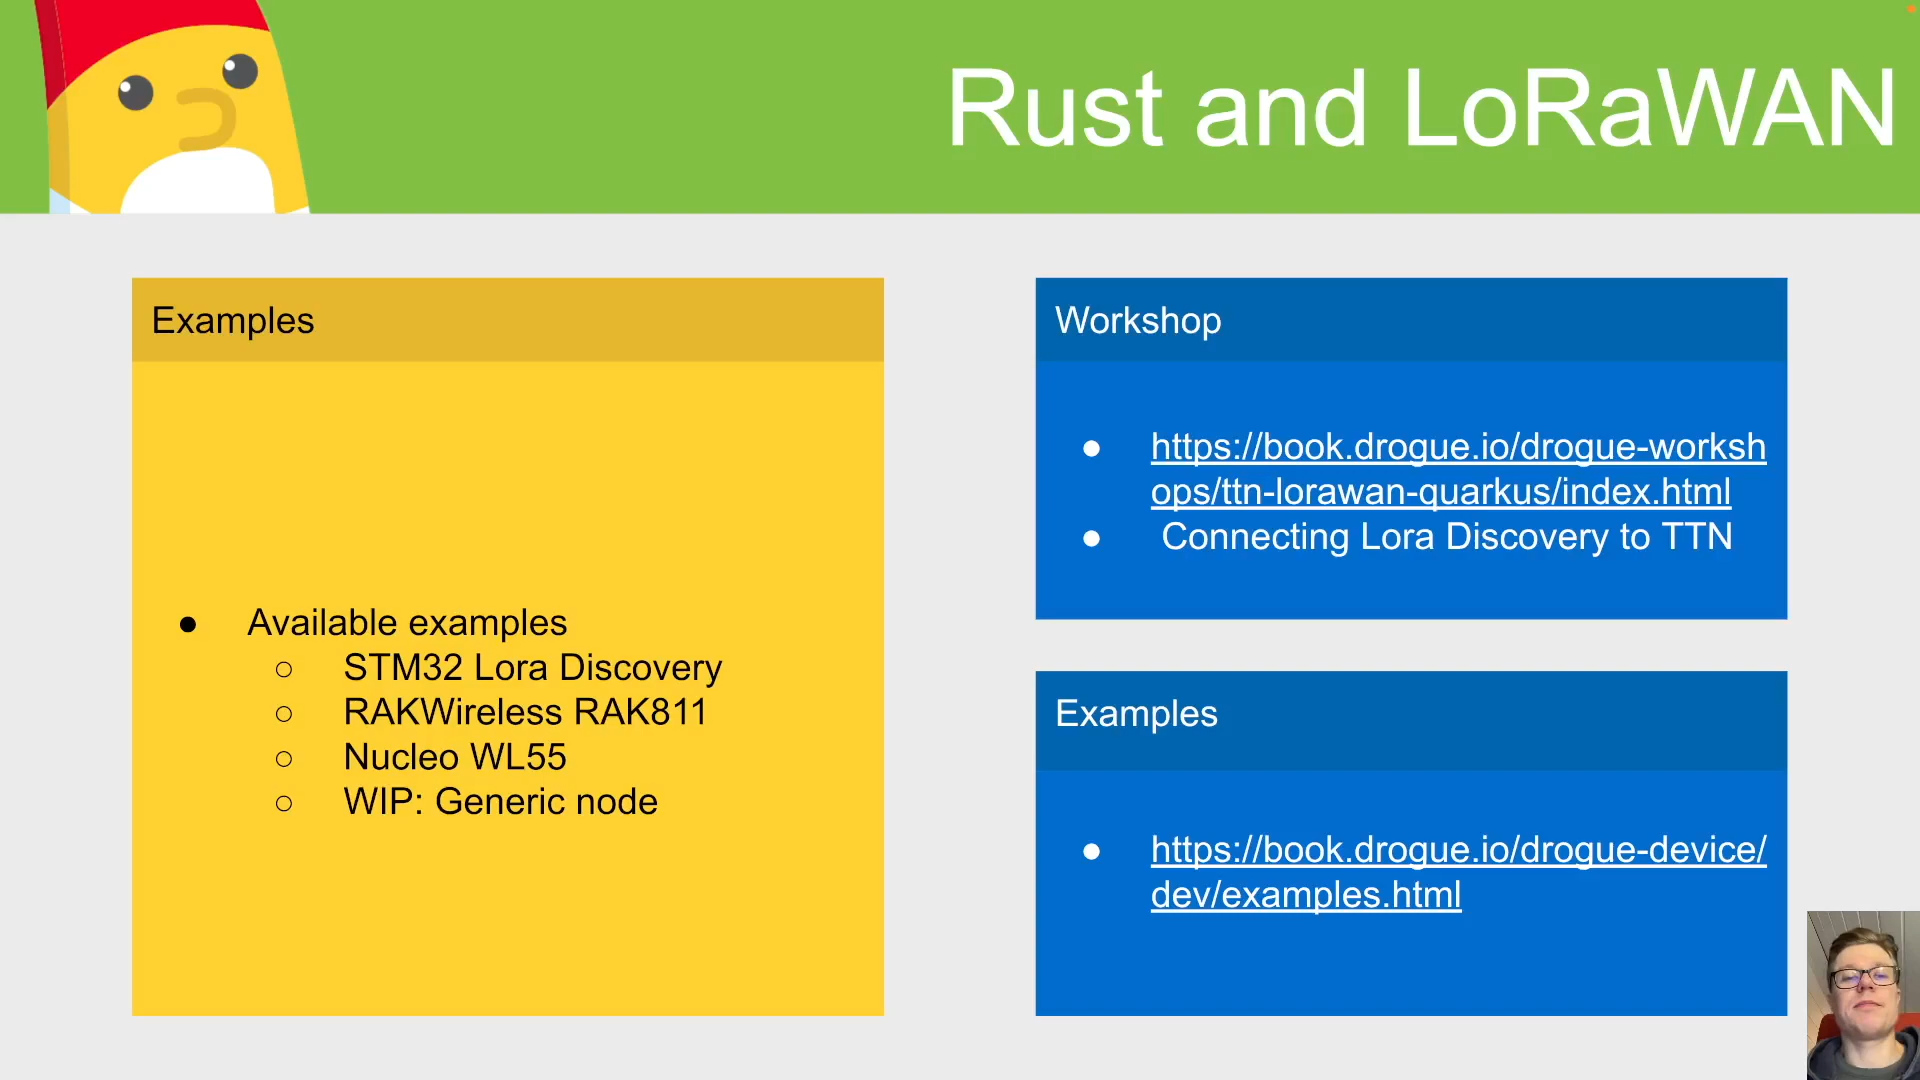 Rust and LoRaWAN
Examples
● Available examples
○ STM32 Lora Discovery
○ RAKWireless RAK811
○ Nucleo WL55
○ WIP: Generic node
Workshop
● https://book.drogue.io/drogue-worksh
ops/ttn-lorawan-quarkus/index.html
● Connecting Lora Discovery to TTN
Examples
● https://book.drogue.io/drogue-device/
dev/examples.html